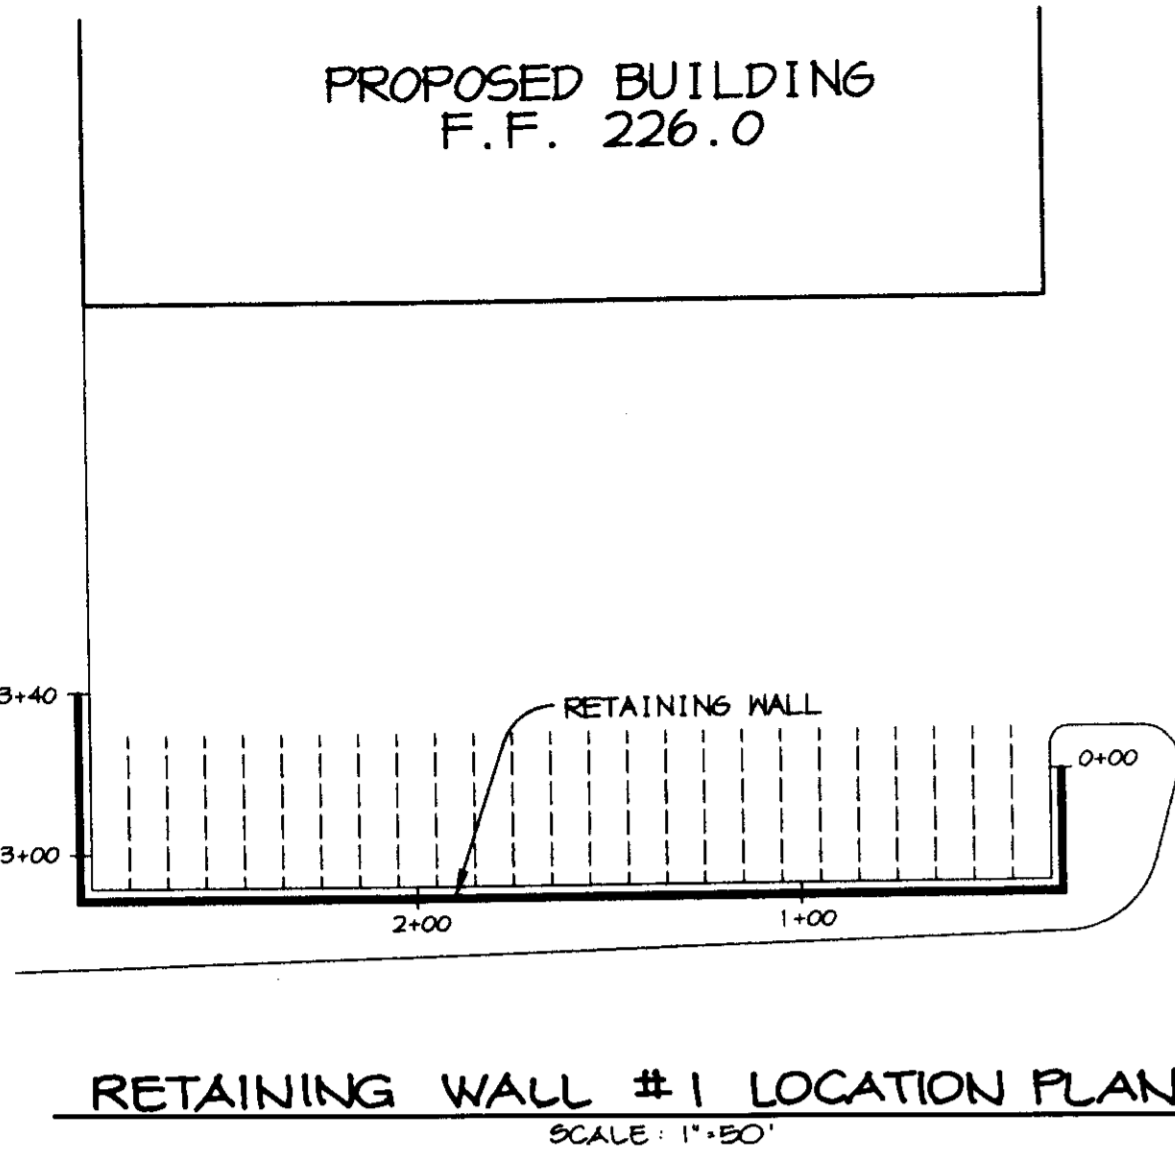 PROPOSED BUILDING
F.F. 226.0
3+40
RETAINING WALL
0+00
3+00
2+00
1+00
RETAINING WALL #1 LOCATION PLAN
SCALE: 1"=50'